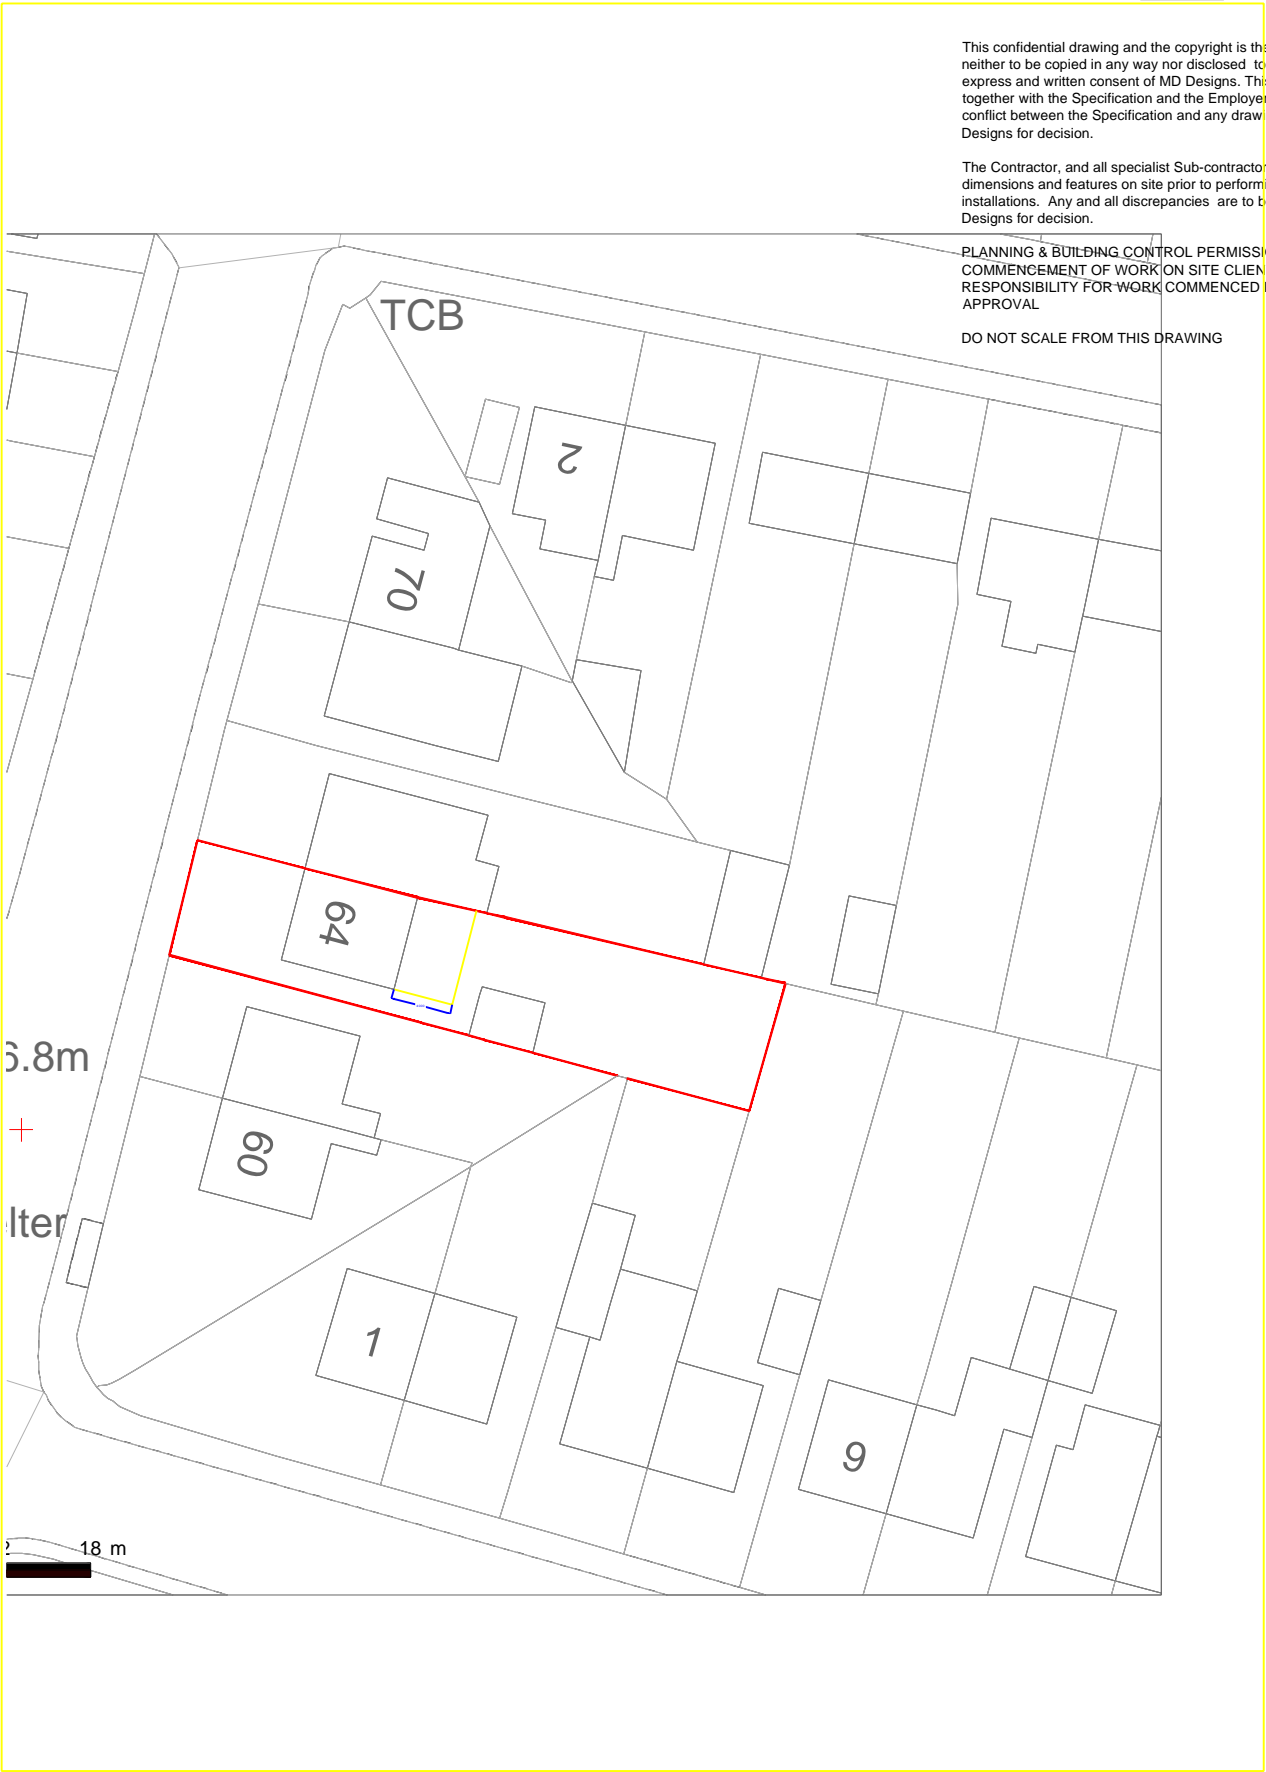 This confidential drawing and the copyright is the
neither to be copied in any way nor disclosed to
express and written consent of MD Designs. This
together with the Specification and the Employer
conflict between the Specification and any draw
Designs for decision.
The Contractor, and all specialist Sub-contractor
dimensions and features on site prior to perform
installations. Any and all discrepancies are to be
Designs for decision.
PLANNING & BUILDING CONTROL PERMISSI
COMMENCEMENT OF WORK ON SITE CLIEN
RESPONSIBILITY FOR WORK COMMENCED
APPROVAL
DO NOT SCALE FROM THIS DRAWING
TCB
2
70
64
6.8m
60
lter
1
9
18 m